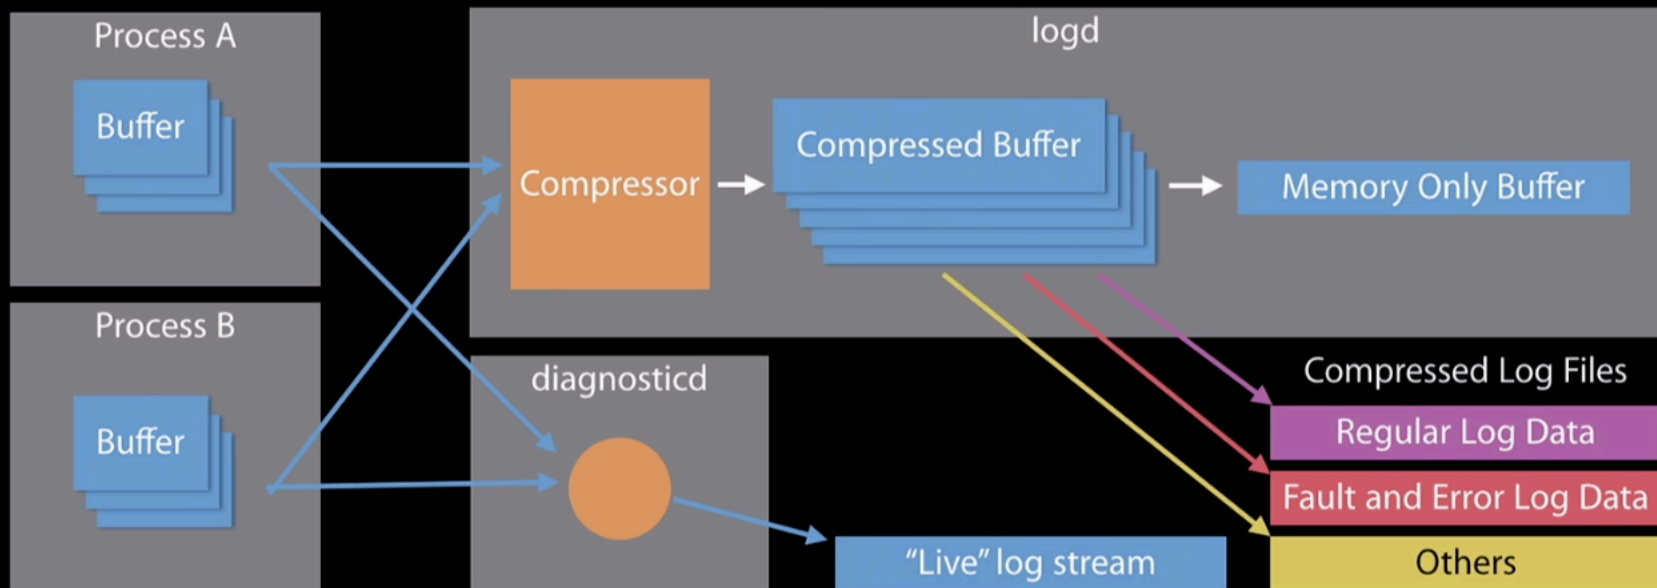 Process A
Buffer
Process B
Buffer
logd
Compressor
Compressed Buffer
Memory Only Buffer
diagnosticd
“Live” log stream
Compressed Log Files
Regular Log Data
Fault and Error Log Data
Others